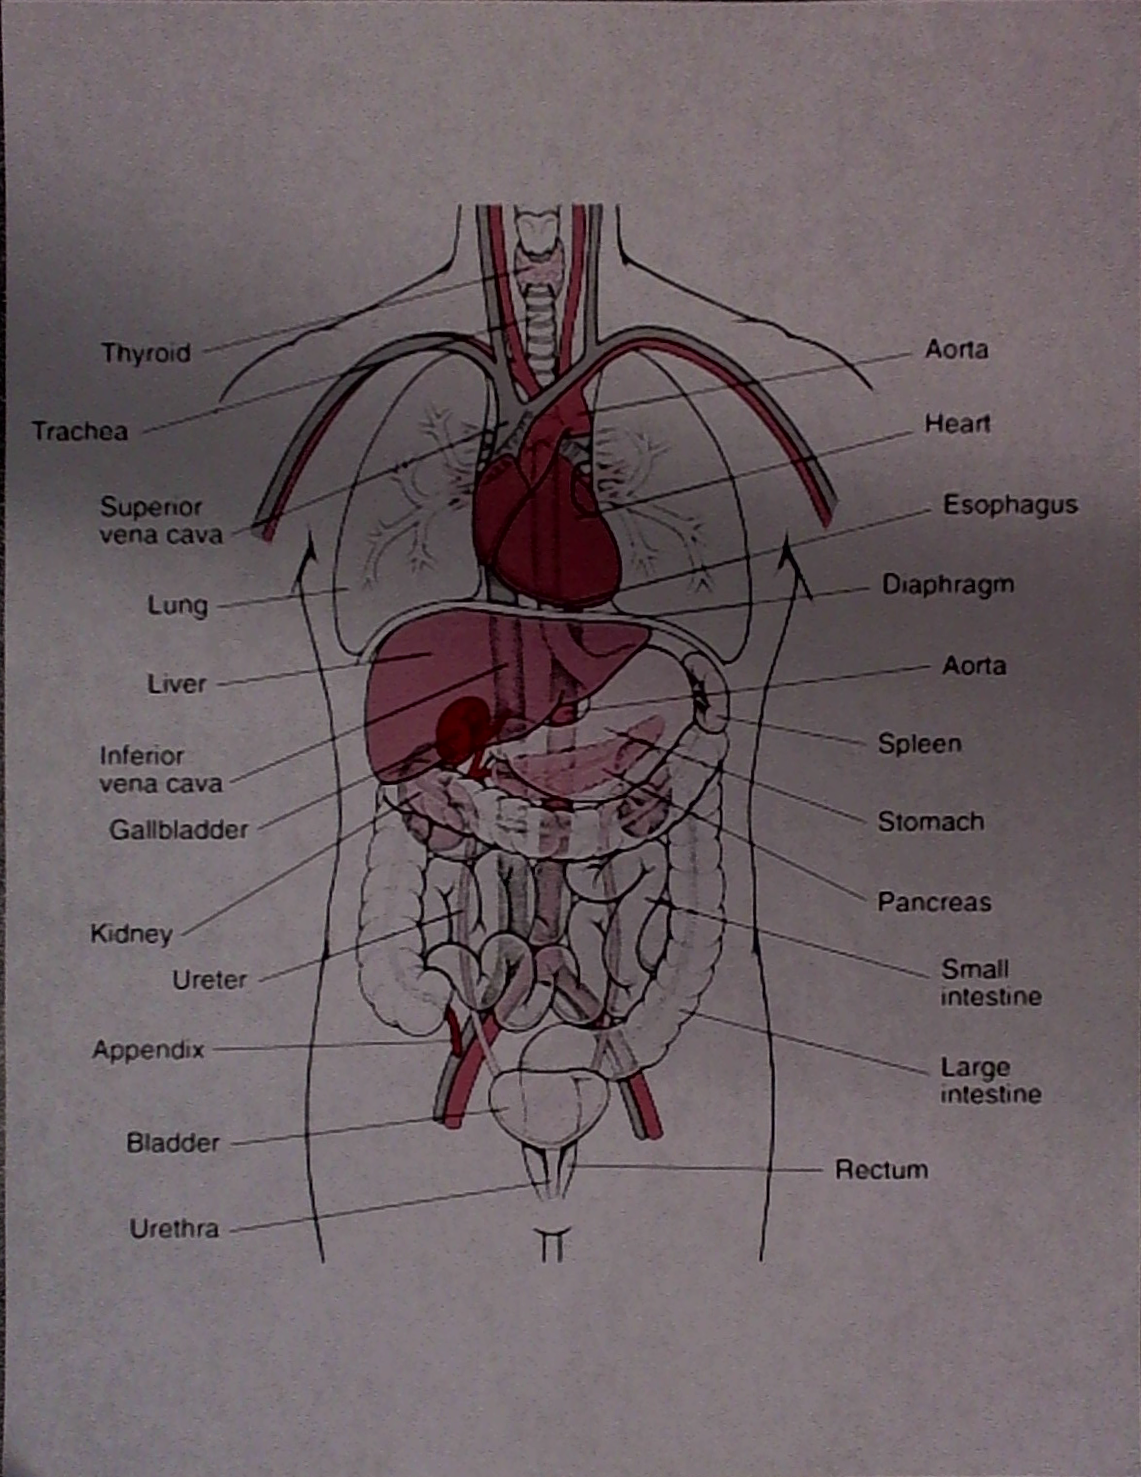 Thyroid
Trachea
Superior
vena cava
Lung
Liver
Inferior
vena cava
Gallbladder
Kidney
Ureter
Appendix
Bladder
Urethra
Aorta
Heart
Esophagus
Diaphragm
Aorta
Spleen
Stomach
Pancreas
Small
intestine
Large
intestine
Rectum